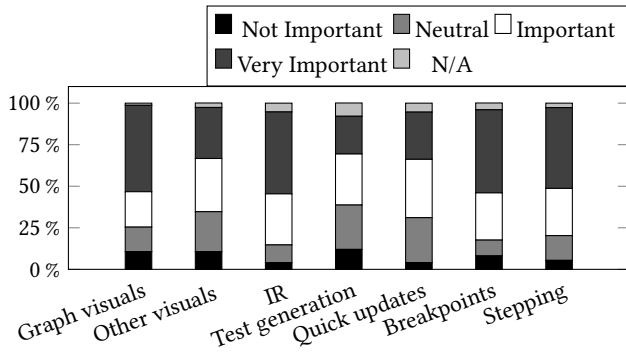 Not Important Neutral Important
Very Important N/A
100 %
75 %
50 %
25 %
0 %
Graph visuals
Other visuals
IR
Test generation
Quick updates
Breakpoints
Stepping